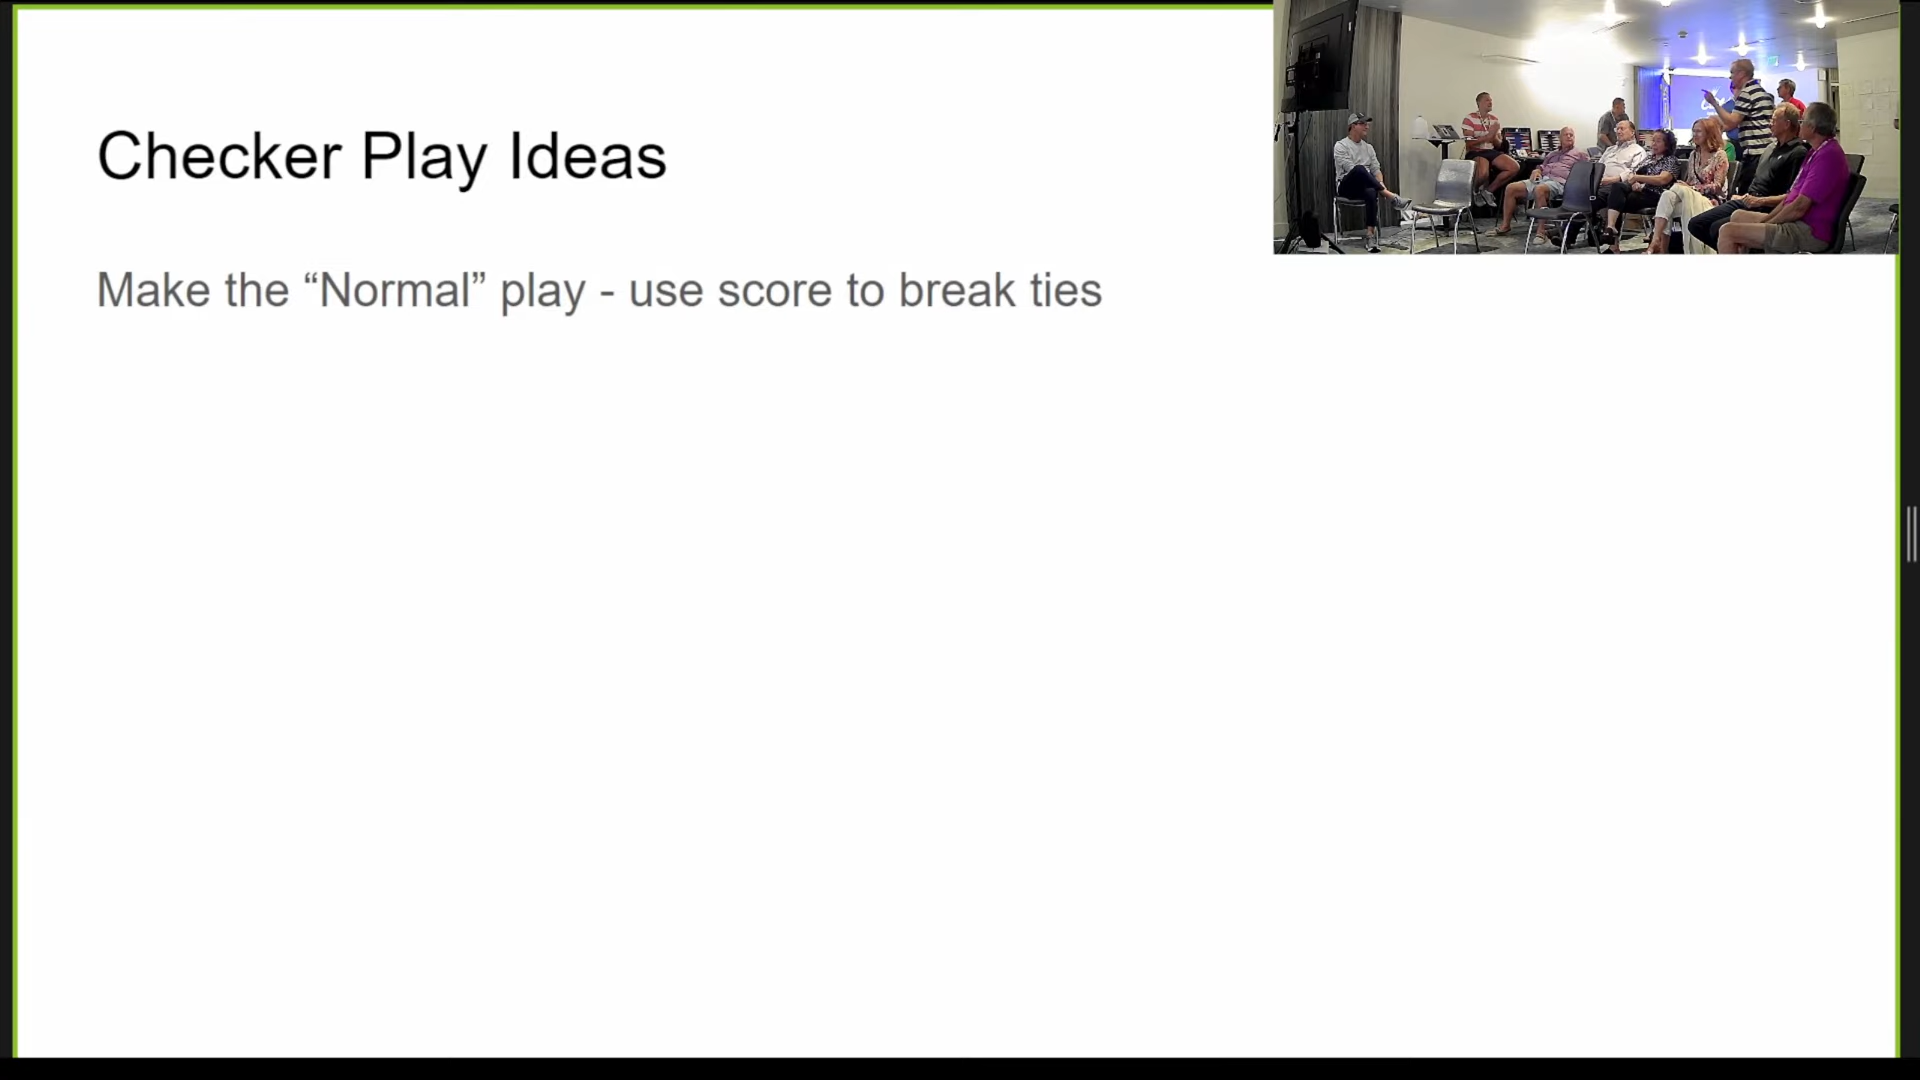 Checker Play Ideas
Make the “Normal” play - use score to break ties